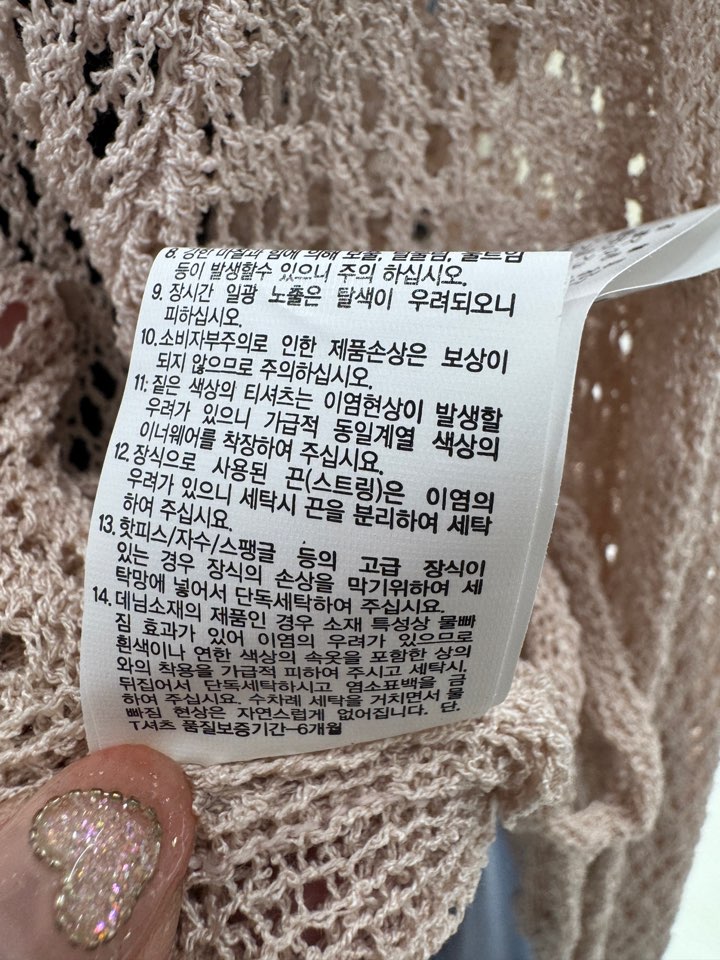 8. 강한 마찰과 힘에 의해 보풀, 올뜯임
등이 발생할수 있으니 주의 하십시오.
9. 장시간 일광 노출은 탈색이 우려되오니
피하십시오.
10. 소비자부주의로 인한 제품손상은 보상이
되지 않으므로 주의하십시오.
11. 짙은 색상의 티셔츠는 이염현상이 발생할
우려가 있으니 가급적 동일계열 색상의
이너웨어를 착장하여 주십시요.
12. 장식으로 사용된 끈(스트링)은 이염의
우려가 있으니 세탁시 끈을 분리하여 세탁
하여 주십시요.
13. 핫피스/자수/스팽글 등의 고급 장식이
있는 경우 장식의 손상을 막기위하여 세
탁망에 넣어서 단독세탁하여 주십시요.
14. 데님소재의 제품인 경우 소재 특성상 물빠
짐 효과가 있어 이염의 우려가 있으므로
흰색이나 연한 색상의 속옷을 포함한 상의
와의 착용을 가급적 피하여 주시고 세탁시,
뒤집어서 단독세탁하시고 염소표백을 금
하여 주십시요. 수차례 세탁을 거치면서 물
빠짐 현상은 자연스럽게 없어집니다. 단.
T셔츠 품질보증기간-6개월